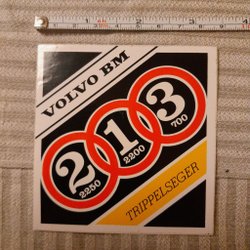 VOLVO BM
2 1 3
2250 2200 700
TRIPPELSEGER